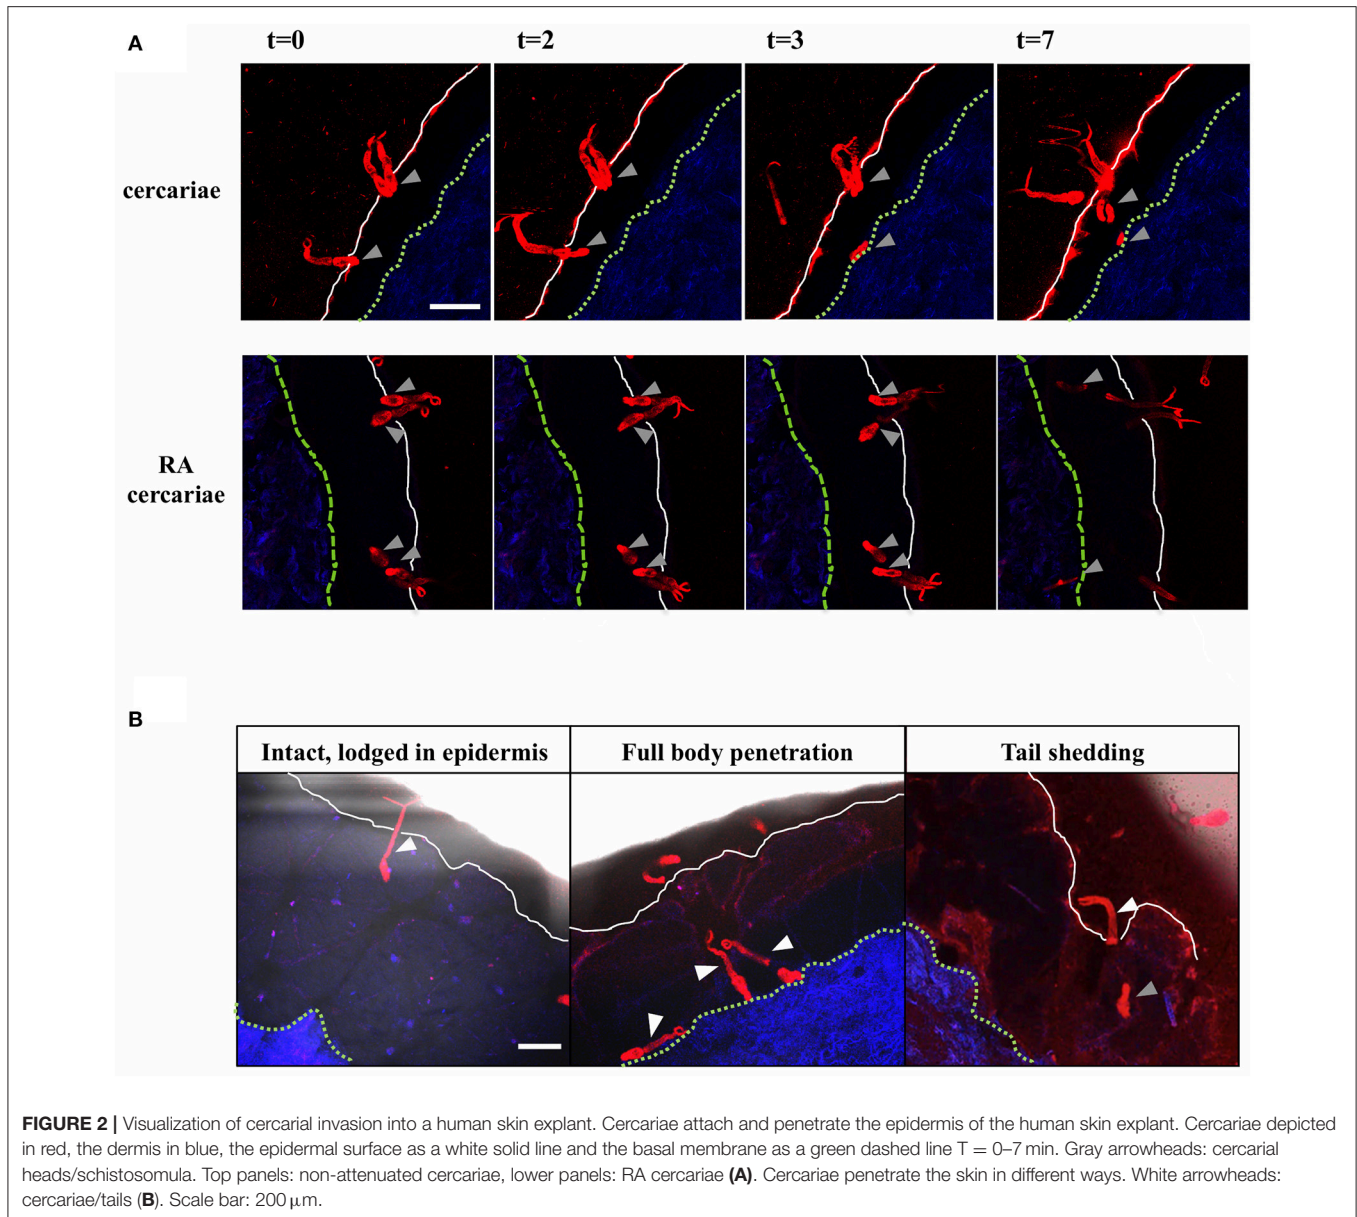 A
t=0 t=2 t=3 t=7
cercariae
RA
cercariae
B
Intact, lodged in epidermis Full body penetration Tail shedding
FIGURE 2 | Visualization of cercarial invasion into a human skin explant. Cercariae attach and penetrate the epidermis of the human skin explant. Cercariae depicted
in red, the dermis in blue, the epidermal surface as a white solid line and the basal membrane as a green dashed line T = 0–7 min. Gray arrowheads: cercarial
heads/schistosomula. Top panels: non-attenuated cercariae, lower panels: RA cercariae (A). Cercariae penetrate the skin in different ways. White arrowheads:
cercariae/tails (B). Scale bar: 200 μm.